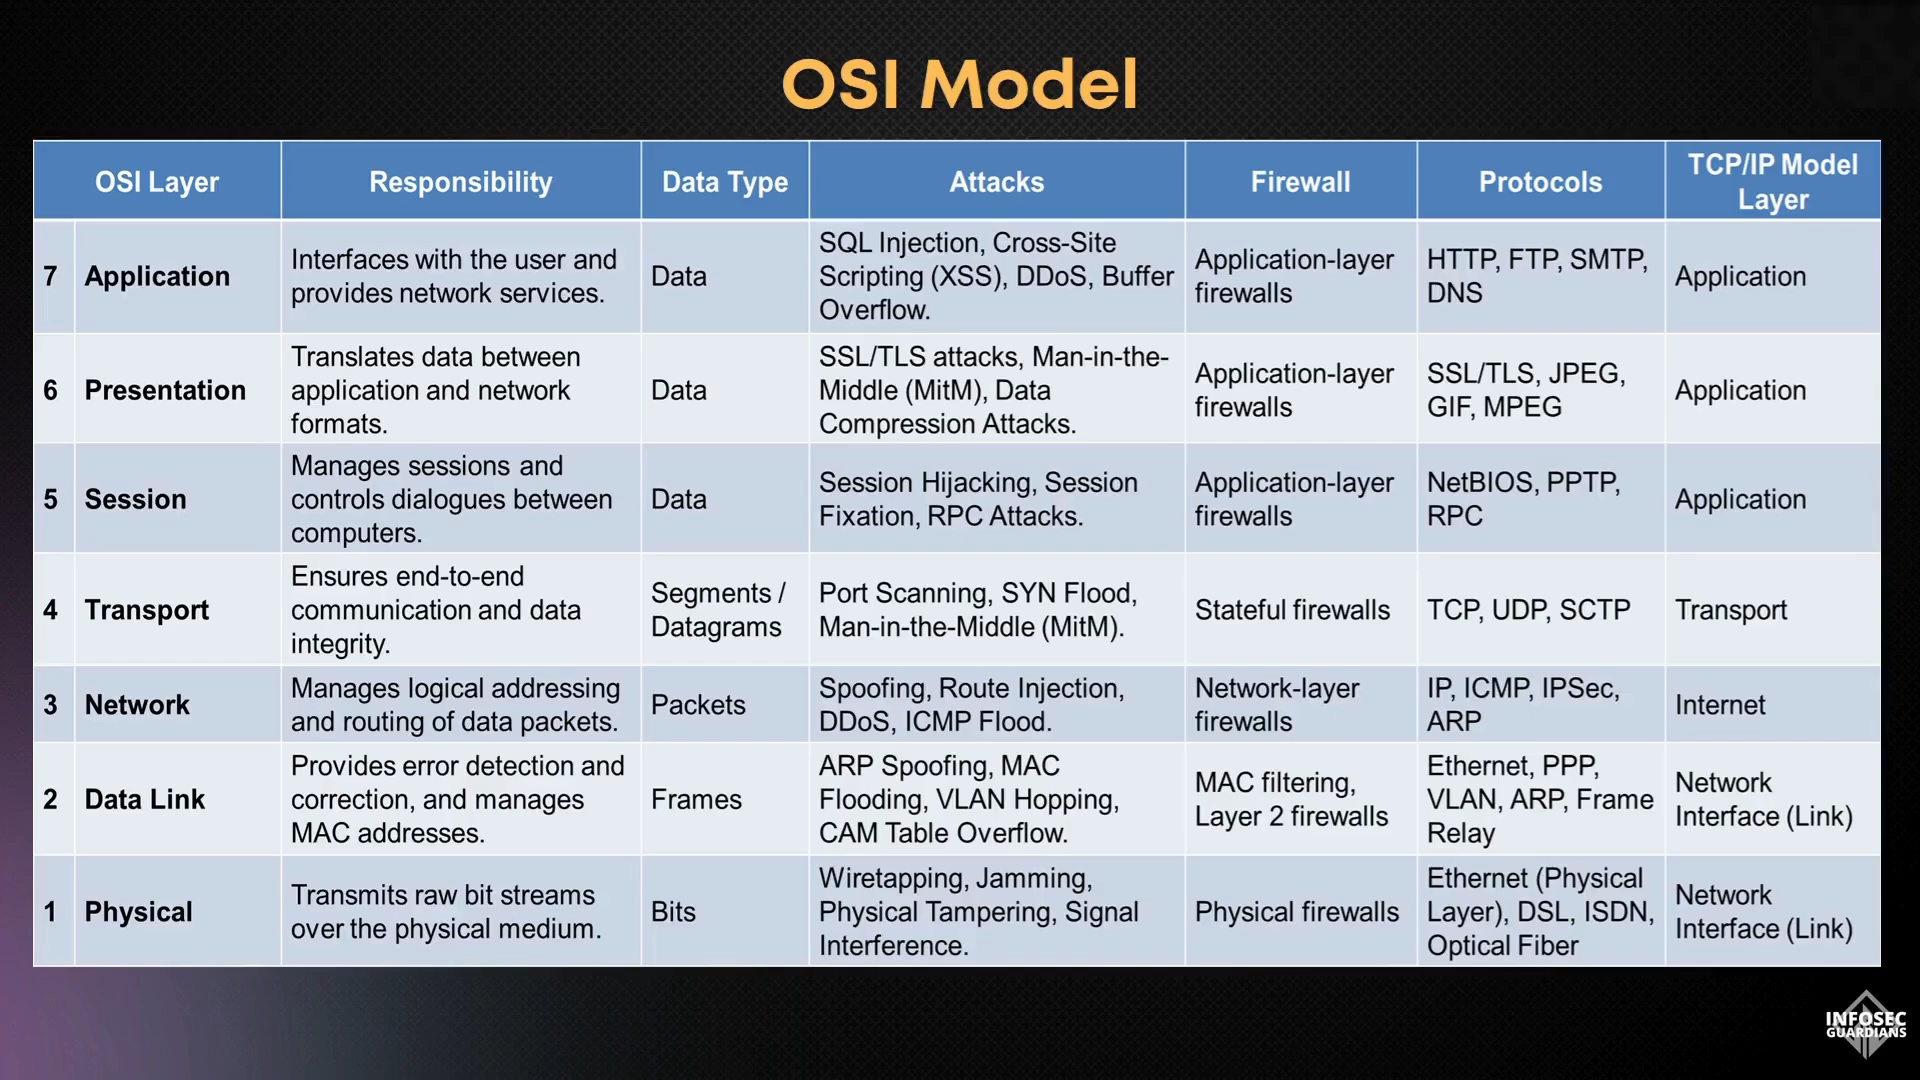 OSI Model
OSI Layer
Responsibility
Data Type
Attacks
Firewall
Protocols
TCP/IP Model
Layer
7
Application
Interfaces with the user and
provides network services.
Data
SQL Injection, Cross-Site
Scripting (XSS), DDoS, Buffer
Overflow.
Application-layer
firewalls
HTTP, FTP, SMTP,
DNS
Application
6
Presentation
Translates data between
application and network
formats.
Data
SSL/TLS attacks, Man-in-the-
Middle (MitM), Data
Compression Attacks.
Application-layer
firewalls
SSL/TLS, JPEG,
GIF, MPEG
Application
5
Session
Manages sessions and
controls dialogues between
computers.
Data
Session Hijacking, Session
Fixation, RPC Attacks.
Application-layer
firewalls
NetBIOS, PPTP,
RPC
Application
4
Transport
Ensures end-to-end
communication and data
integrity.
Segments /
Datagrams
Port Scanning, SYN Flood,
Man-in-the-Middle (MitM).
Stateful firewalls
TCP, UDP, SCTP
Transport
3
Network
Manages logical addressing
and routing of data packets.
Packets
Spoofing, Route Injection,
DDoS, ICMP Flood.
Network-layer
firewalls
IP, ICMP, IPSec,
ARP
Internet
2
Data Link
Provides error detection and
correction, and manages
MAC addresses.
Frames
ARP Spoofing, MAC
Flooding, VLAN Hopping,
CAM Table Overflow.
MAC filtering,
Layer 2 firewalls
Ethernet, PPP,
VLAN, ARP, Frame
Relay
Network
Interface (Link)
1
Physical
Transmits raw bit streams
over the physical medium.
Bits
Wiretapping, Jamming,
Physical Tampering, Signal
Interference.
Physical firewalls
Ethernet (Physical
Layer), DSL, ISDN,
Optical Fiber
Network
Interface (Link)
INFOSEC
GUARDIANS